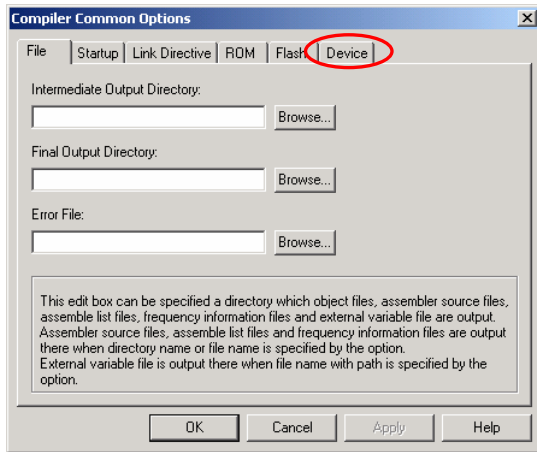 Compiler Common Options
File Startup Link Directive ROM Flash Device
Intermediate Output Directory:
Browse...
Final Output Directory:
Browse...
Error File:
Browse...
This edit box can be specified a directory which object files, assembler source files,
assemble list files, frequency information files and external variable file are output.
Assembler source files, assemble list files and frequency information files are output
there when directory name or file name is specified by the option.
External variable file is output there when file name with path is specified by the
option.
OK Cancel Apply Help